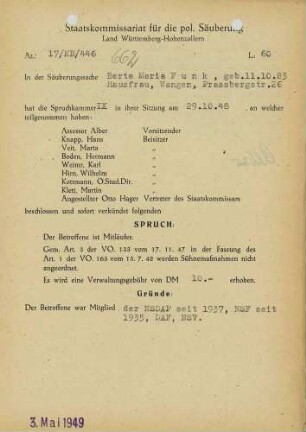 Staatskommissariat für die pol. Säuberung
Land Württemberg-Hohenzollern
Az.: 17/KB/446 662 L. 60
In der Säuberungssache Berta Maria Funk, geb.11.10.83
Hausfrau, Wangen, Pressbergstr.26
hat die Spruchkammer IX in ihrer Sitzung am 29.10.48, an welcher
teilgenommen haben:
Assessor Alber Vorsitzender
Knapp, Hans Beisitzer
Veit, Marta "
Boden, Hermann "
Weiner, Karl "
Hirn, Wilhelm "
Kottmann, O.Stud.Dir. "
Klett, Martin "
Angestellter Otto Hager Vertreter des Staatskommissars
beschlossen und sofort verkündet folgenden
SPRUCH:
Der Betroffene ist Mitläufer.
Gem. Art. 1 der VO. 133 vom 17. 11. 47 in der Fassung des
Art. 1 der VO. 165 vom 13. 7. 48 werden Sühnemaßnahmen nicht
angeordnet.
Es wird eine Verwaltungsgebühr von DM 10.- erhoben.
Gründe:
Der Betroffene war Mitglied der NSDAP seit 1937, NSF seit
1935, DAF, NSV.
3. Mai 1949